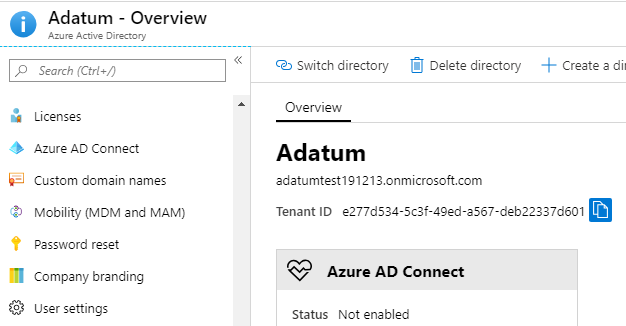 Adatum - Overview
Azure Active Directory
Search (Ctrl+/)
«
Licenses
Azure AD Connect
Custom domain names
Mobility (MDM and MAM)
Password reset
Company branding
User settings
Switch directory
Delete directory
Create a di
Overview
Adatum
adatumtest191213.onmicrosoft.com
Tenant ID e277d534-5c3f-49ed-a567-deb22337d601
Azure AD Connect
Status Not enabled